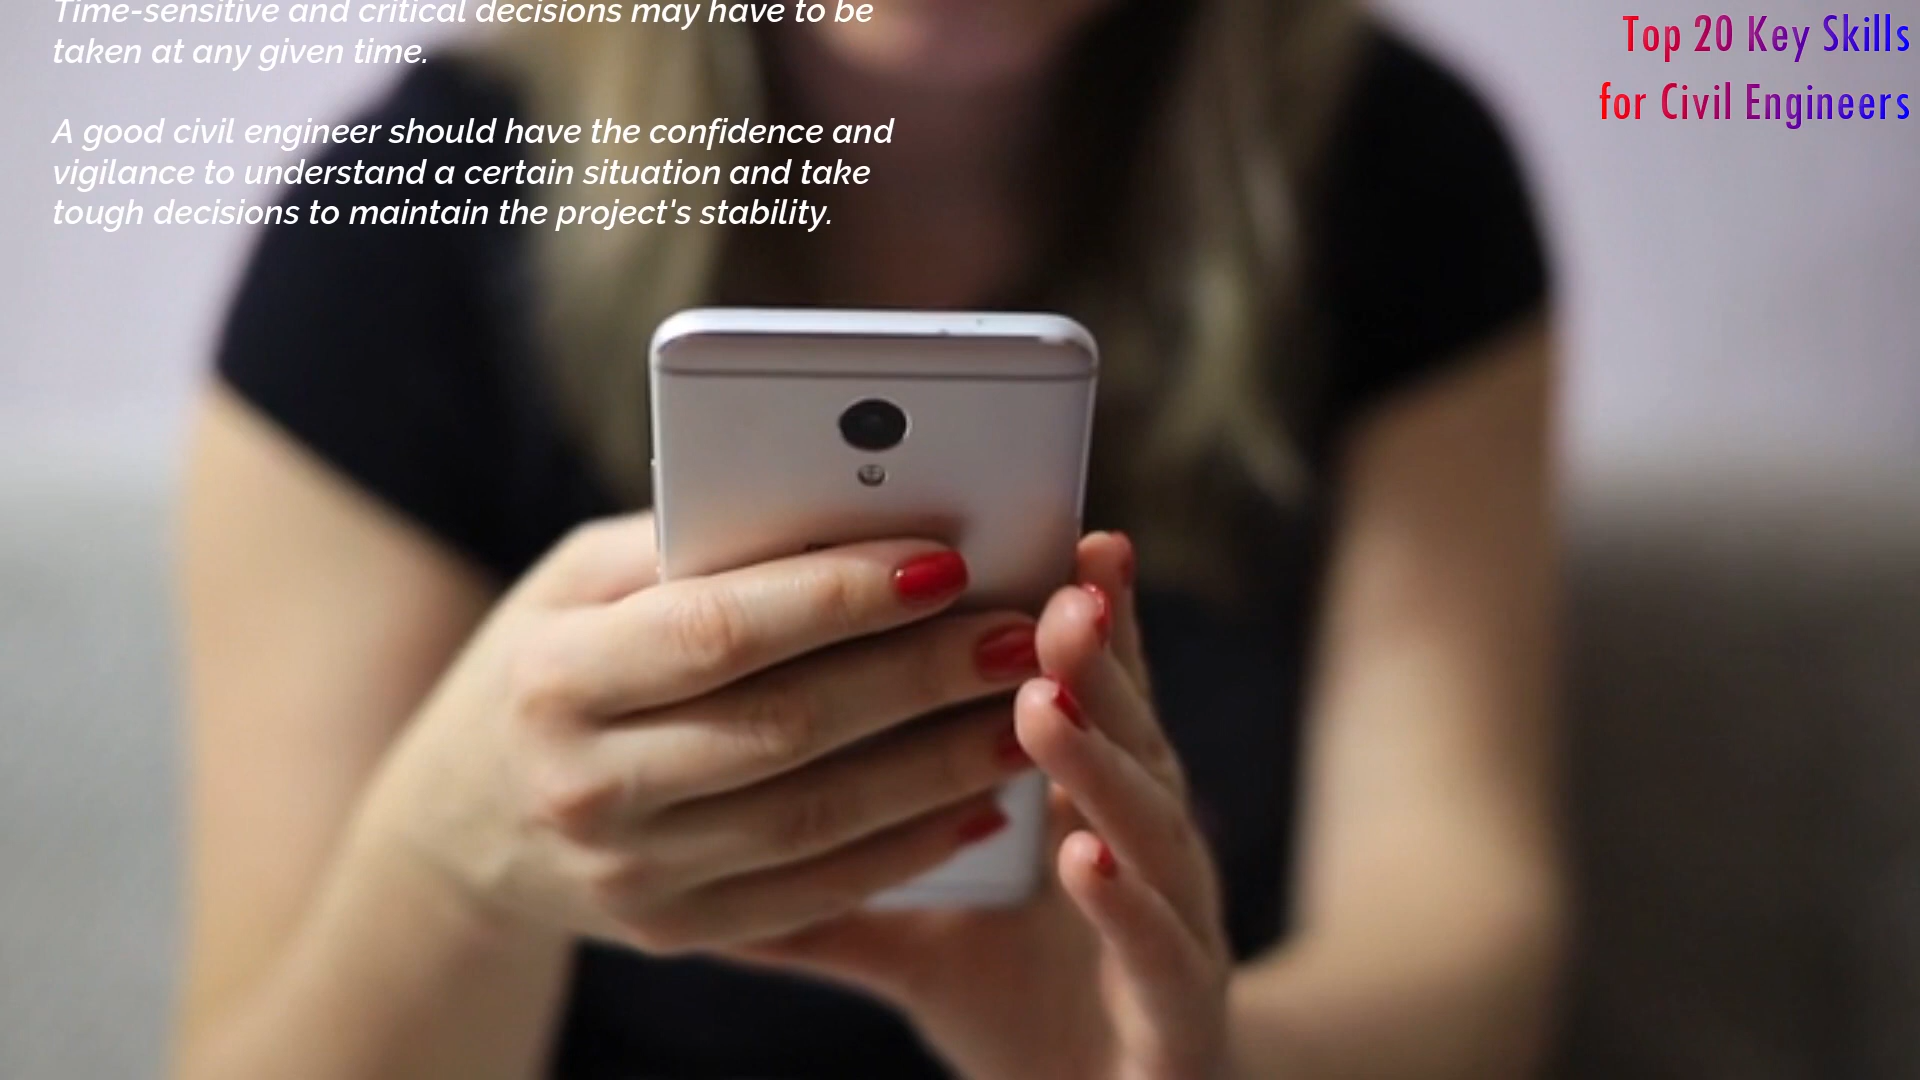 Time-sensitive and critical decisions may have to be
taken at any given time.
A good civil engineer should have the confidence and
vigilance to understand a certain situation and take
tough decisions to maintain the project's stability.
Top 20 Key Skills
for Civil Engineers